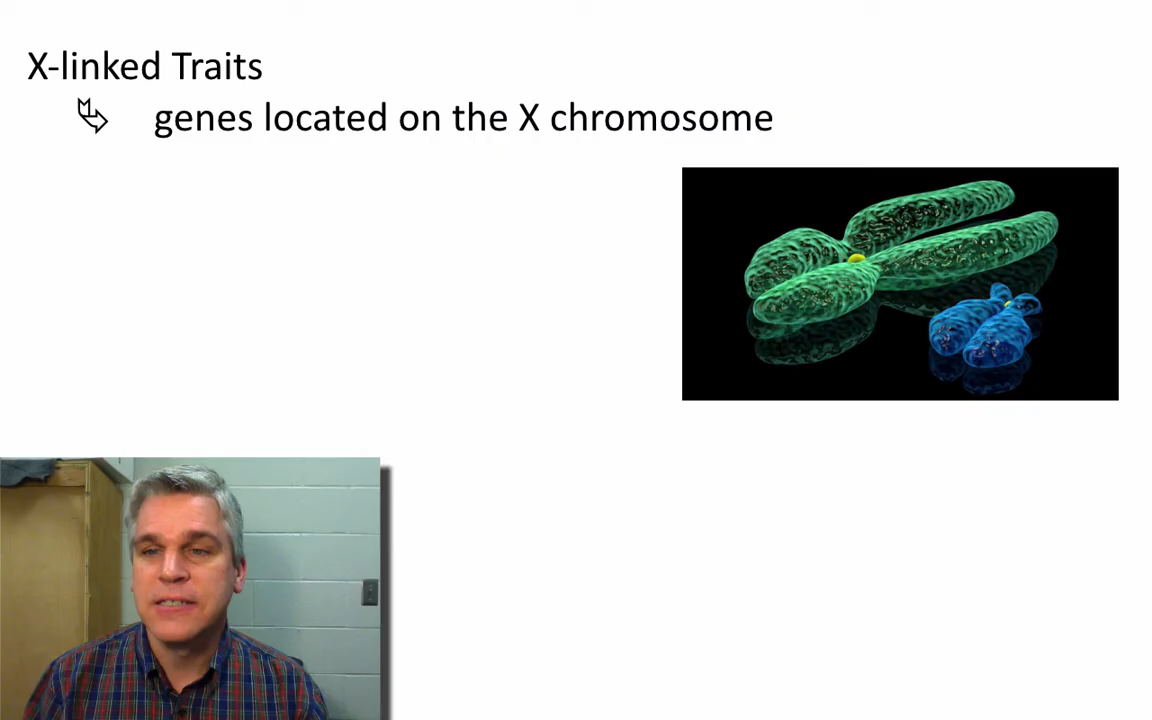 X-linked Traits
genes located on the X chromosome